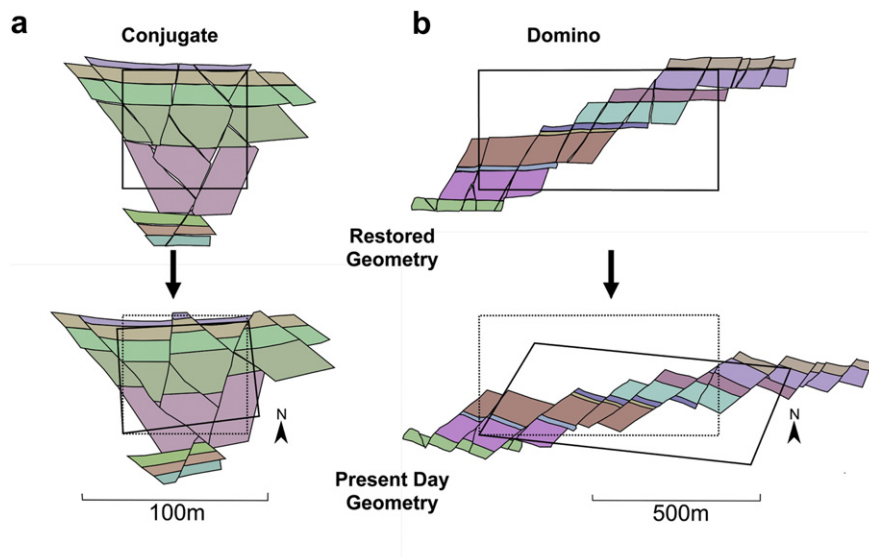 a
Conjugate
b
Domino
Restored
Geometry
N
N
Present Day
Geometry
100m
500m